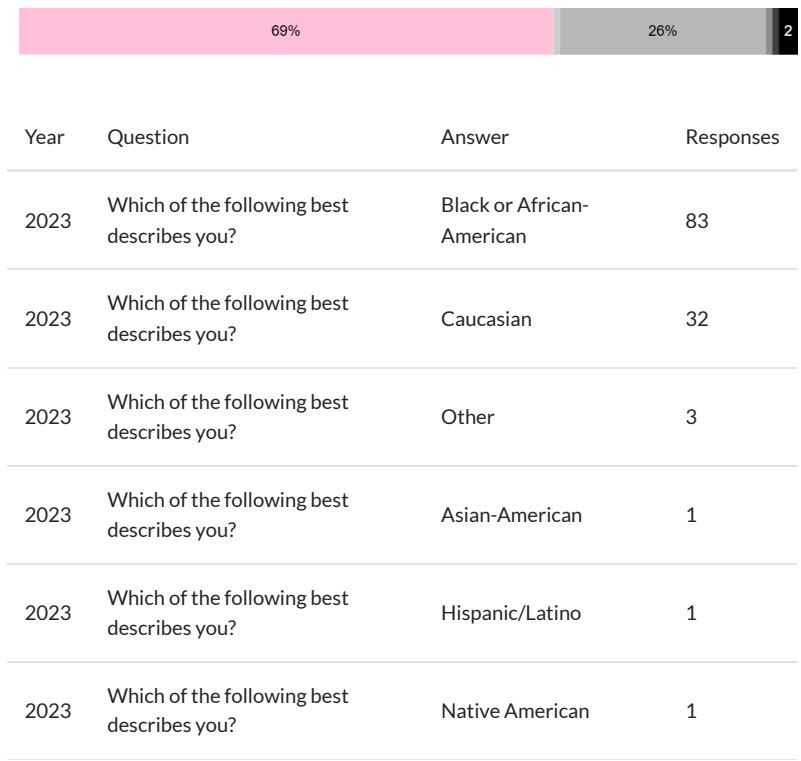 69% 26% 2
Year Question Answer Responses
2023 Which of the following best describes you? Black or African-American 83
2023 Which of the following best describes you? Caucasian 32
2023 Which of the following best describes you? Other 3
2023 Which of the following best describes you? Asian-American 1
2023 Which of the following best describes you? Hispanic/Latino 1
2023 Which of the following best describes you? Native American 1